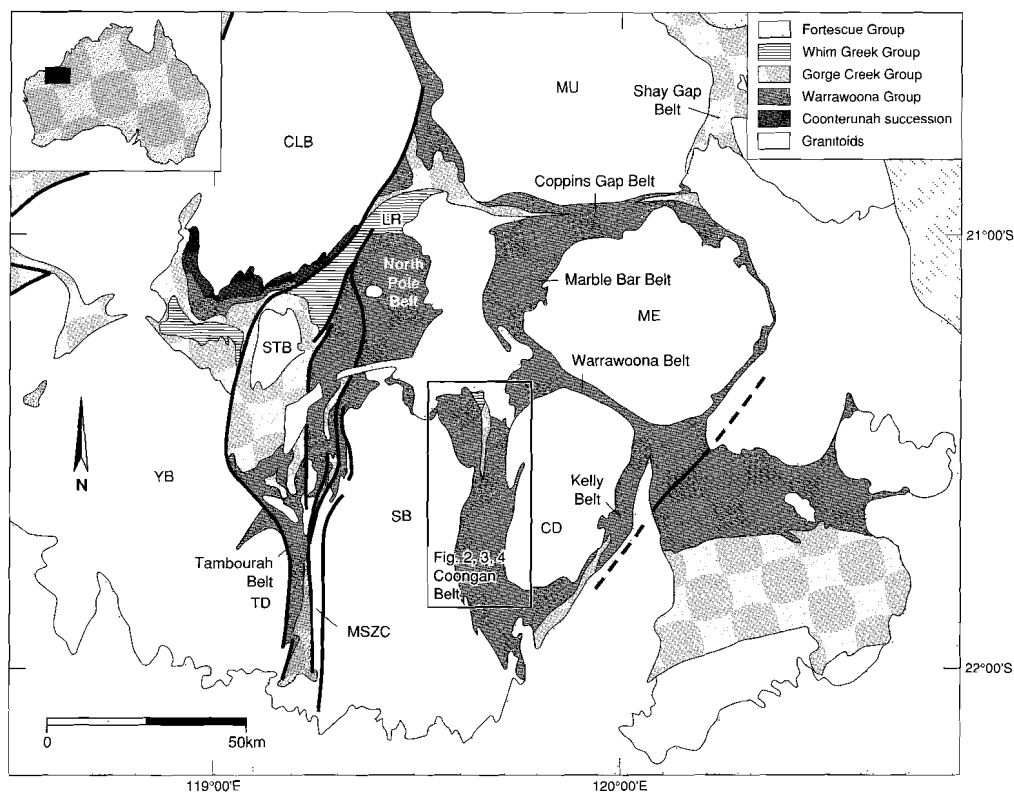 Fortescue Group
Whim Greek Group
Gorge Creek Group
Warrawoona Group
Coonterunah succession
Granitoids
MU
Shay Gap
Belt
CLB
Coppins Gap Belt
LR
21°00'S
North
Pole
Belt
Marble Bar Belt
ME
STB
Warrawoona Belt
N
YB
SB
Kelly
Belt
CD
Fig. 2, 3, 4
Coongan
Belt
Tambourah
Belt
TD
MSZC
22°00'S
0
50km
119°00'E
120°00'E